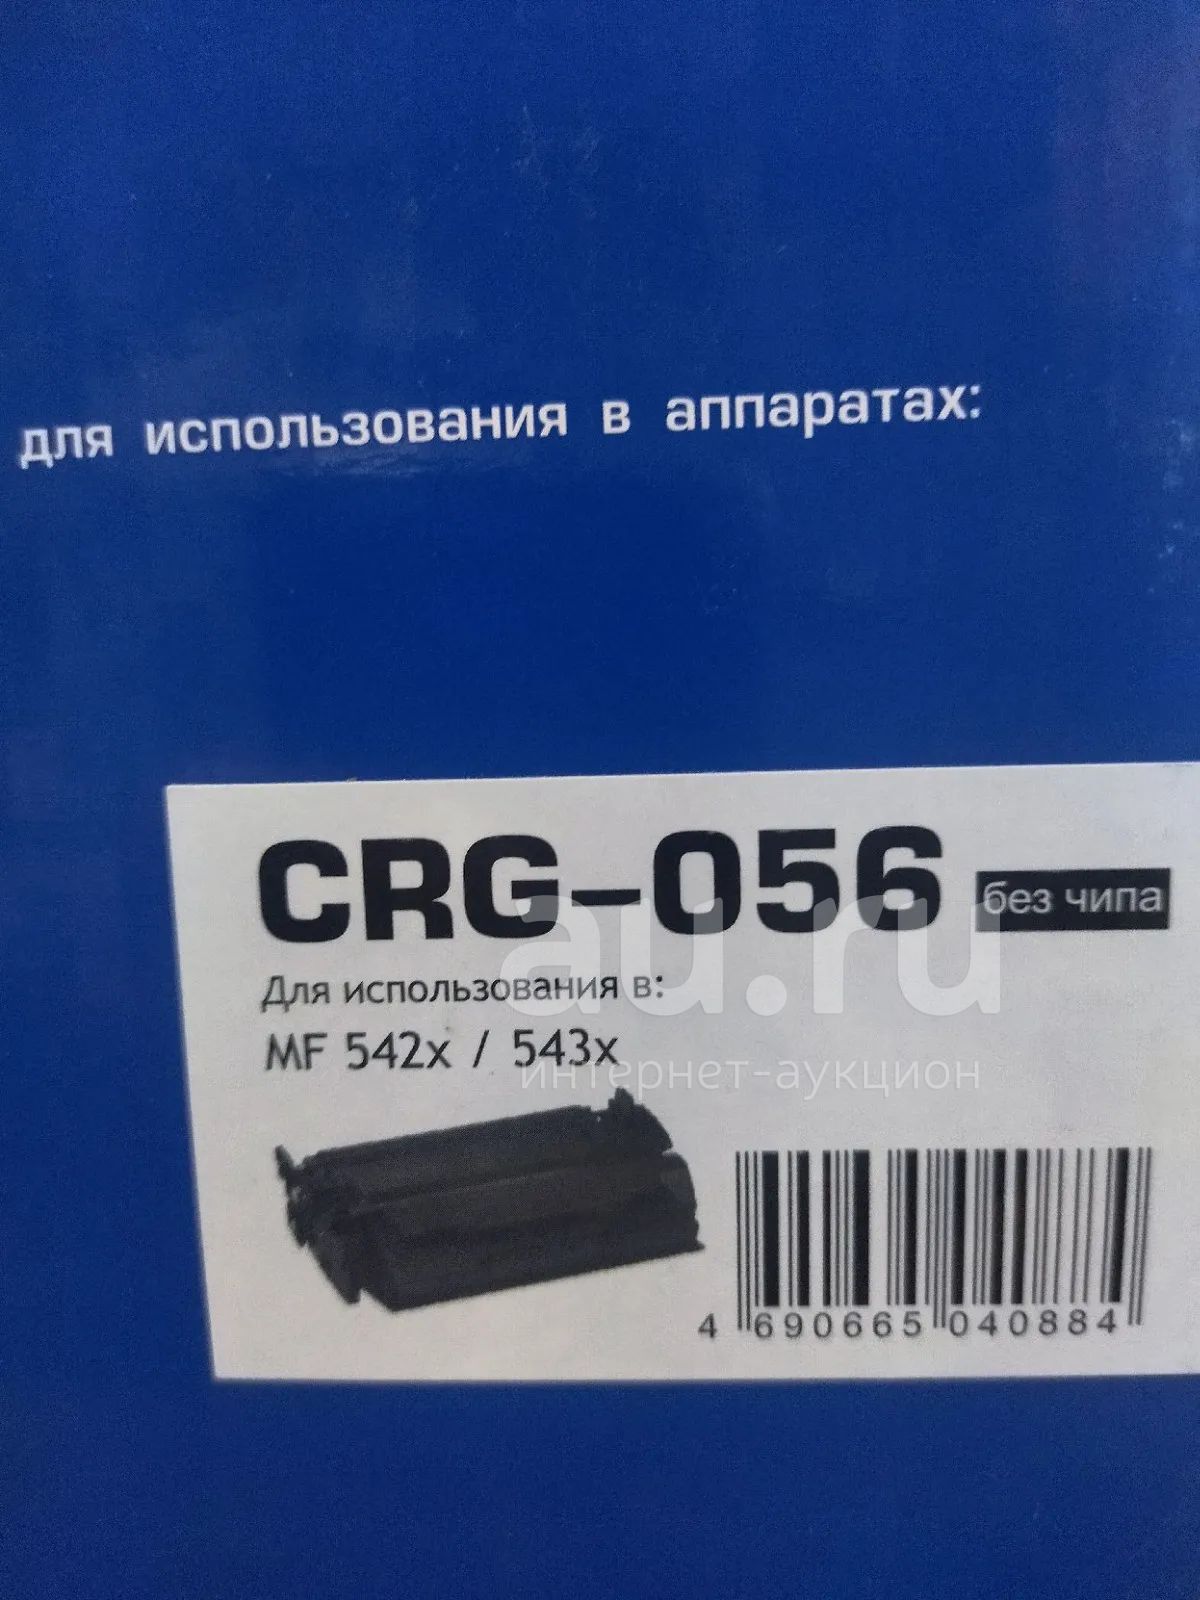 для использования в аппаратах:
CRG-056 без чипа
au.ru
Для использования в:
MF 542x / 543x
интернет-аукцион
4 690665 040884